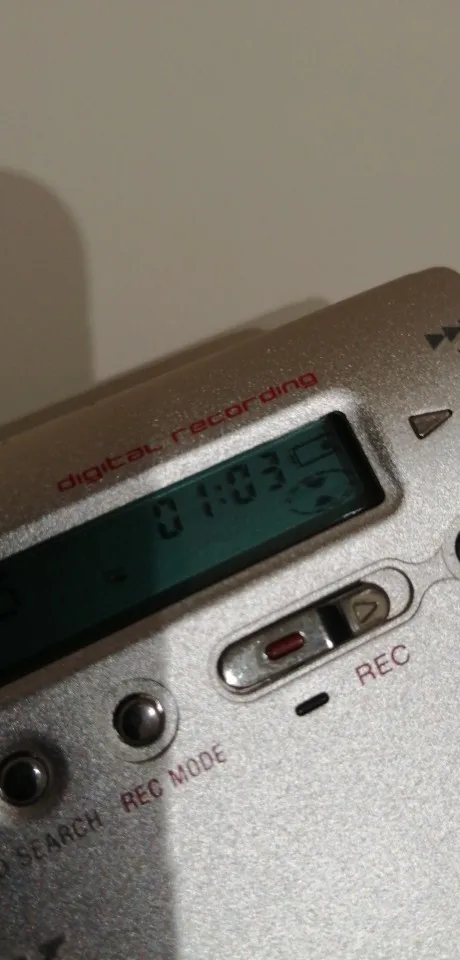 digital recording
01:03
REC
REC MODE
SEARCH